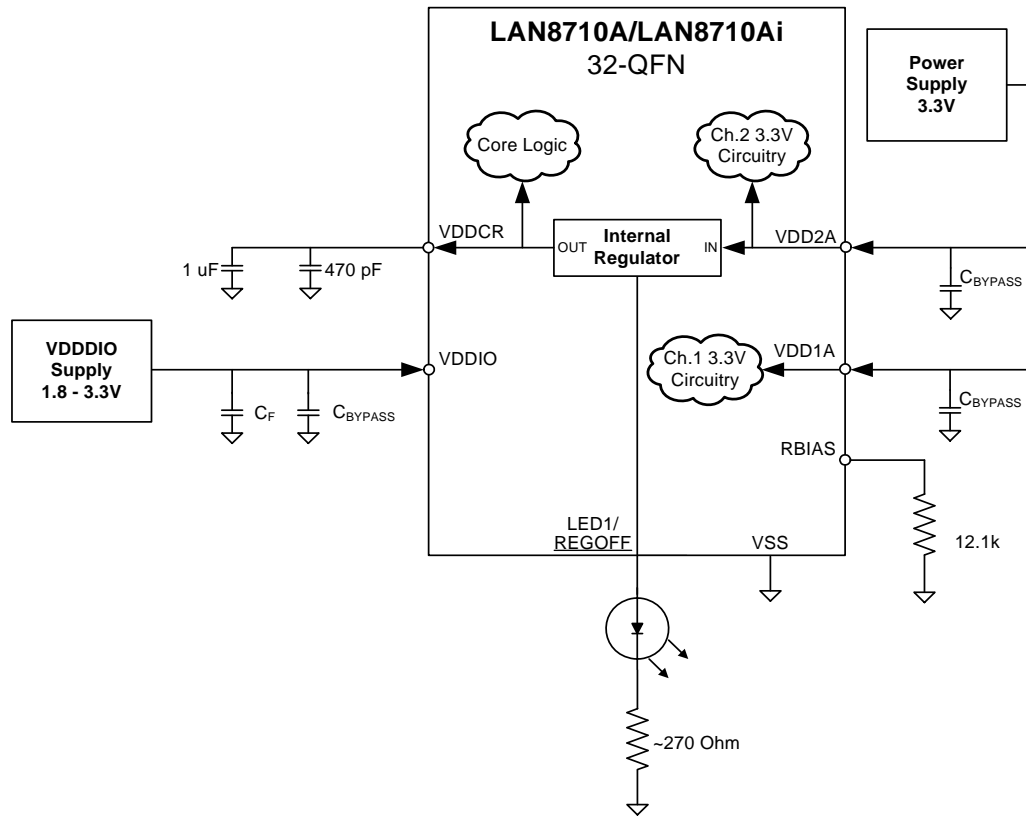 LAN8710A/LAN8710Ai
32-QFN
Power
Supply
3.3V
Core Logic
Ch.2 3.3V
Circuitry
VDDCR
OUT
Internal
Regulator
IN
VDD2A
1 uF
470 pF
CBYPASS
VDDDIO
Supply
1.8 - 3.3V
VDDIO
Ch.1 3.3V
Circuitry
VDD1A
CF
CBYPASS
CBYPASS
RBIAS
12.1k
LED1/
REGOFF
VSS
~270 Ohm